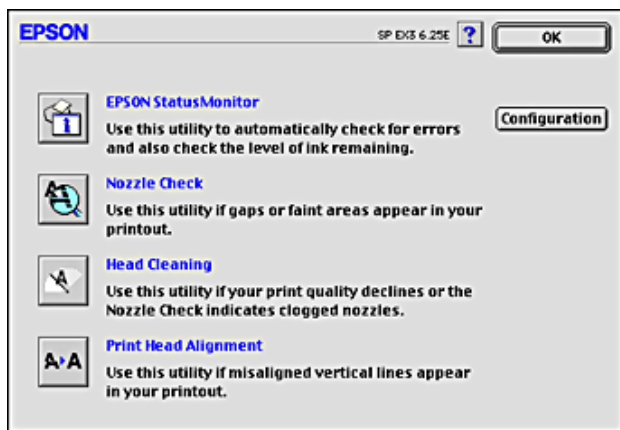 EPSON
SP EX3 6.25E ? OK
EPSON StatusMonitor
Use this utility to automatically check for errors
and also check the level of ink remaining.
Configuration
Nozzle Check
Use this utility if gaps or faint areas appear in your
printout.
Head Cleaning
Use this utility if your print quality declines or the
Nozzle Check indicates clogged nozzles.
A A
Print Head Alignment
Use this utility if misaligned vertical lines appear
in your printout.